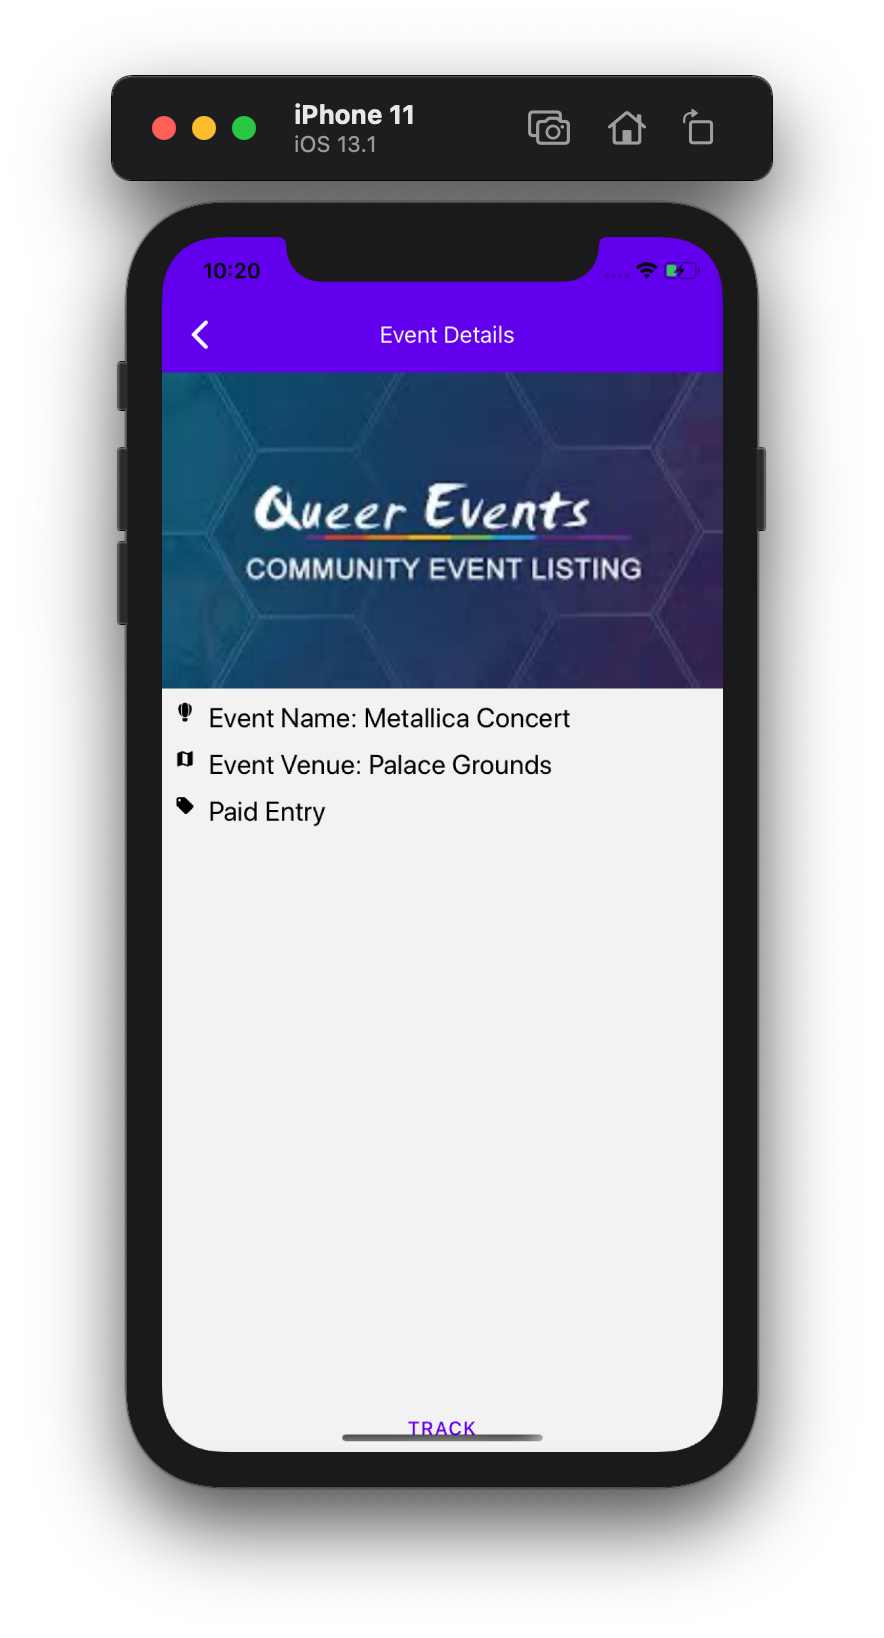 iPhone 11
iOS 13.1
10:20
Event Details
Queer Events
COMMUNITY EVENT LISTING
Event Name: Metallica Concert
Event Venue: Palace Grounds
Paid Entry
TRACK